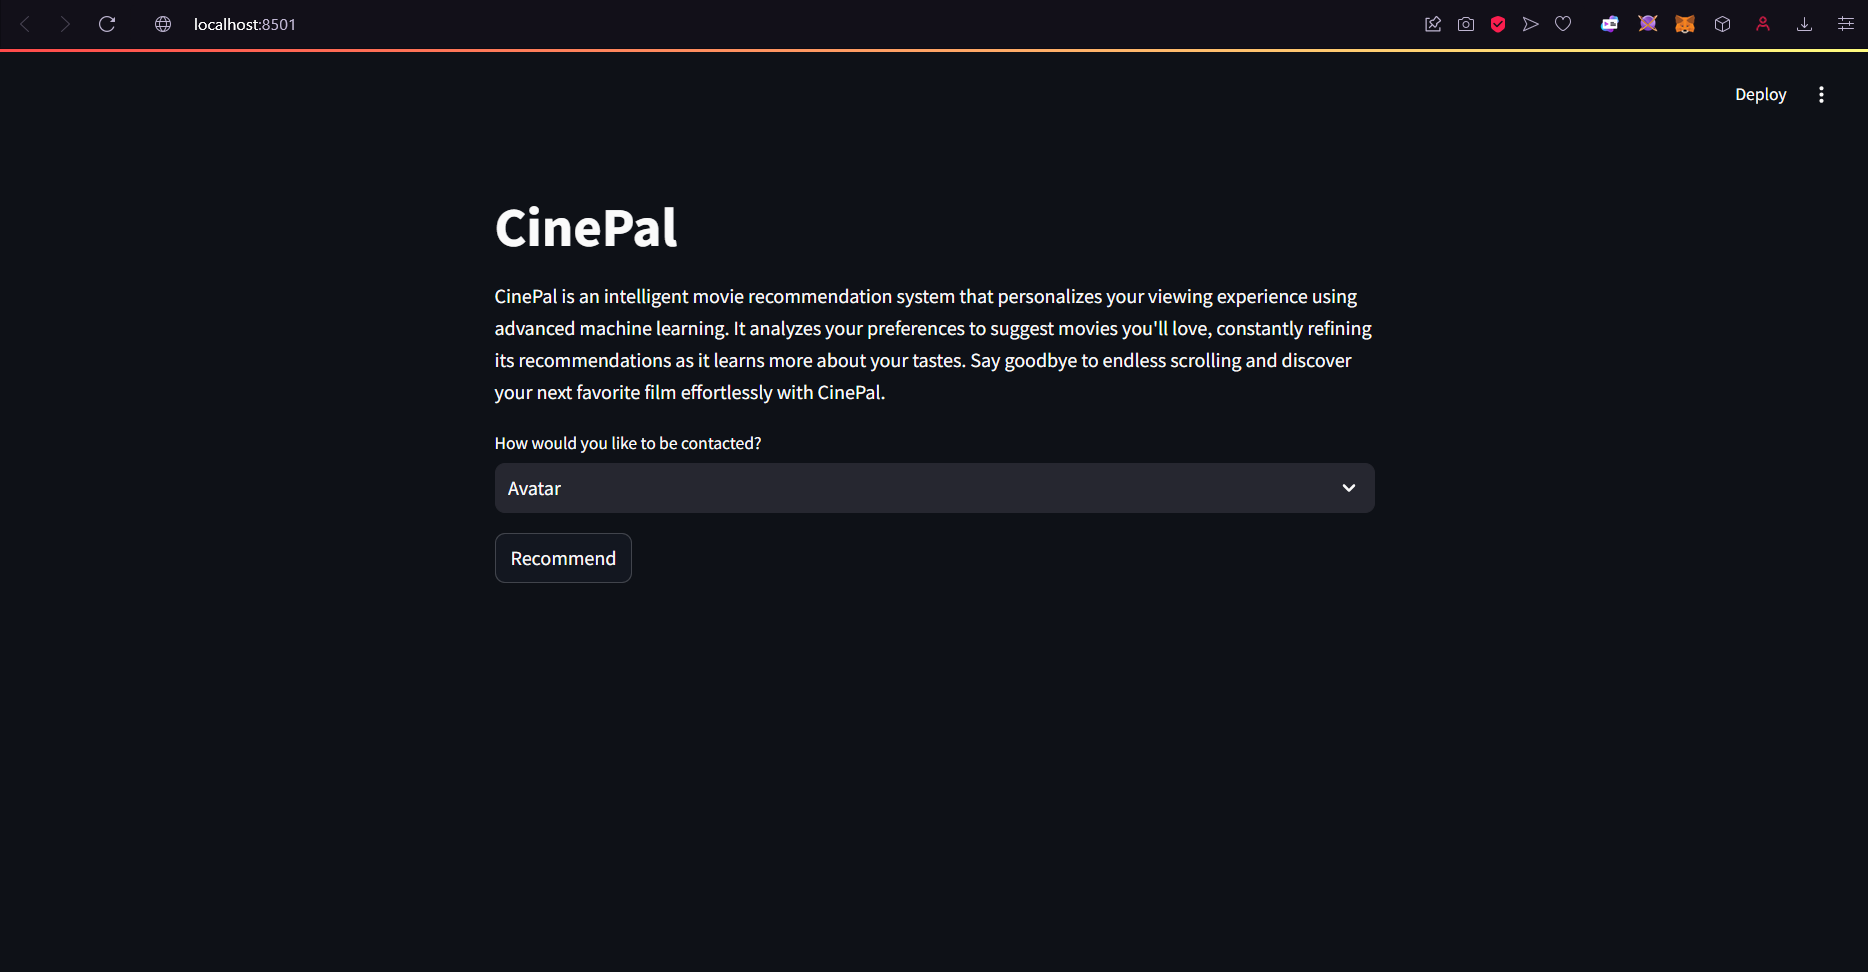 localhost:8501
Deploy
CinePal
CinePal is an intelligent movie recommendation system that personalizes your viewing experience using
advanced machine learning. It analyzes your preferences to suggest movies you'll love, constantly refining
its recommendations as it learns more about your tastes. Say goodbye to endless scrolling and discover
your next favorite film effortlessly with CinePal.
How would you like to be contacted?
Avatar
Recommend